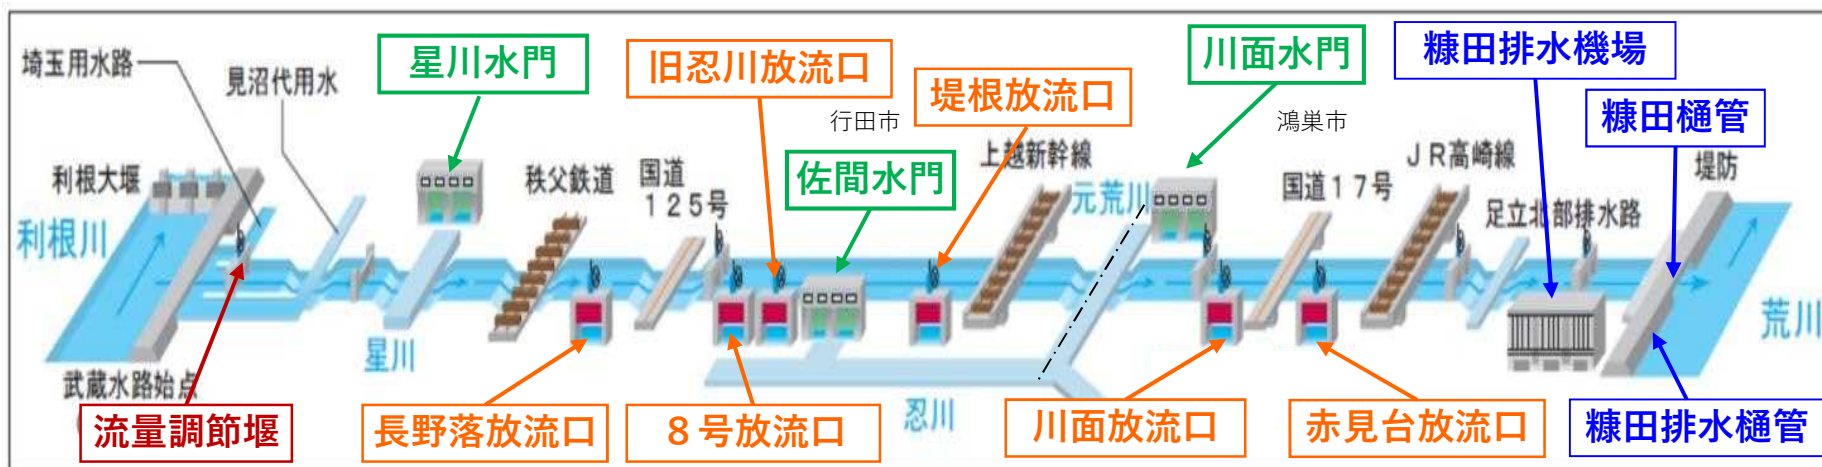 埼玉用水路
見沼代用水
星川水門
旧忍川放流口
堤根放流口
川面水門
糠田排水機場
糠田樋管
行田市
鴻巣市
利根大堰
秩父鉄道
国道
125号
佐間水門
上越新幹線
元荒川
国道17号
JR高崎線
足立北部排水路
堤防
利根川
荒川
星川
武蔵水路始点
忍川
流量調節堰
長野落放流口
8号放流口
川面放流口
赤見台放流口
糠田排水樋管